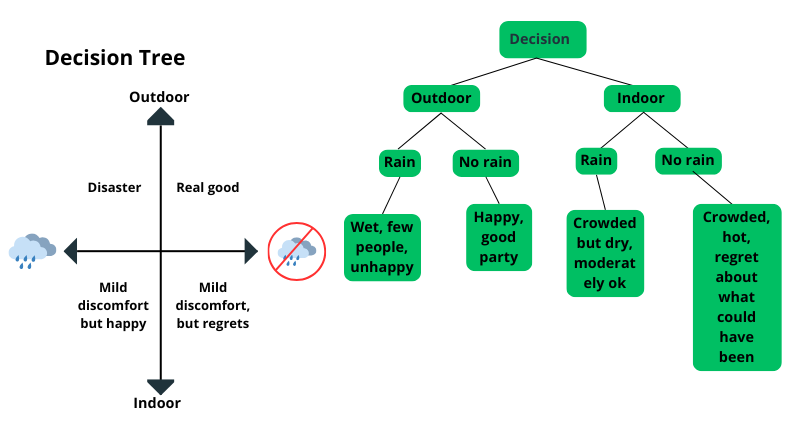 Decision Tree
Outdoor
Disaster
Real good
Mild
discomfort
but happy
Mild
discomfort,
but regrets
Indoor
Decision
Outdoor
Indoor
Rain
No rain
Rain
No rain
Wet, few
people,
unhappy
Happy,
good
party
Crowded
but dry,
moderat
ely ok
Crowded,
hot,
regret
about
what
could
have
been